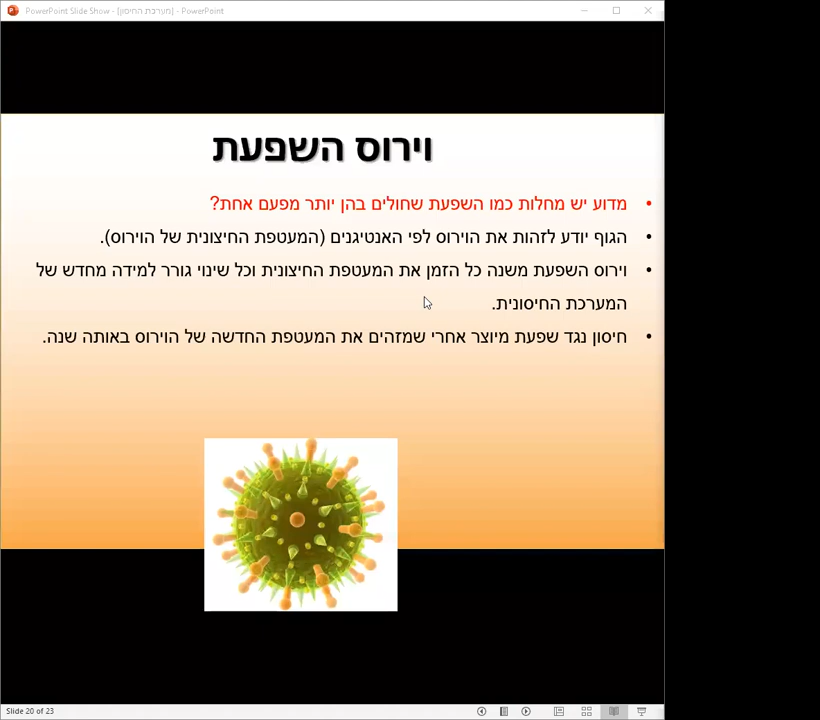 PowerPoint Slide Show - [מערכת החיסון] - PowerPoint
וירוס השפעת
• מדוע יש מחלות כמו השפעת שחולים בהן יותר מפעם אחת?
• הגוף יודע לזהות את הוירוס לפי האנטיגנים (המעטפת החיצונית של הוירוס).
• וירוס השפעת משנה כל הזמן את המעטפת החיצונית וכל שינוי גורר למידה מחדש של
המערכת החיסונית.
• חיסון נגד שפעת מיוצר אחרי שמזהים את המעטפת החדשה של הוירוס באותה שנה.
Slide 20 of 23